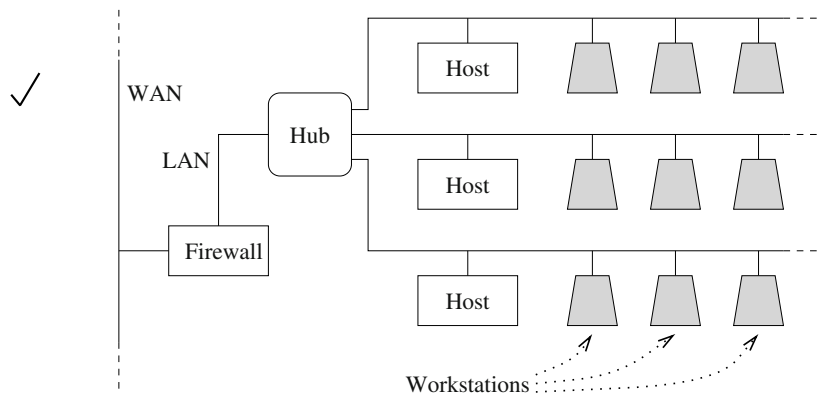 Host
WAN
Hub
LAN
Host
Firewall
Host
Workstations